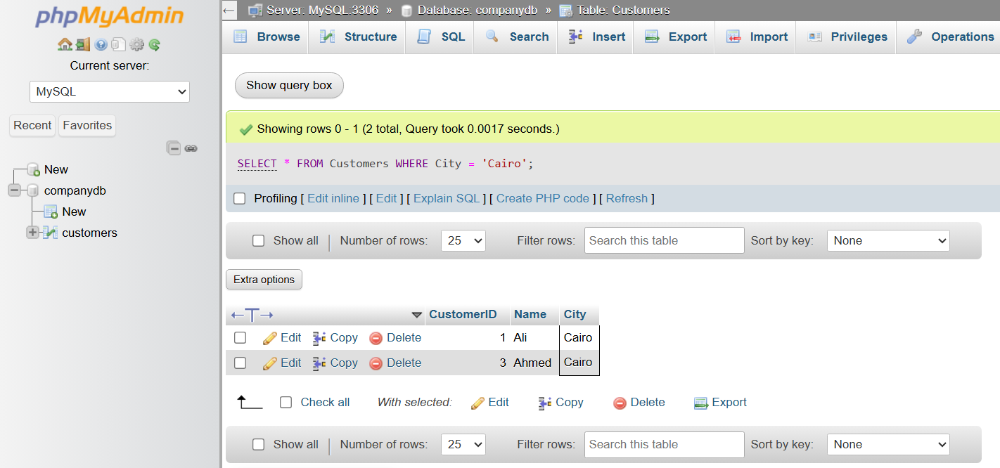 phpMyAdmin
Current server:
MySQL
Recent Favorites
New
companydb
New
customers
Server: MySQL:3306 » Database: companydb » Table: Customers
Browse Structure SQL Search Insert Export Import Privileges Operations
Show query box
Showing rows 0 - 1 (2 total, Query took 0.0017 seconds.)
SELECT * FROM Customers WHERE City = 'Cairo';
Profiling [ Edit inline ] [ Edit ] [ Explain SQL ] [ Create PHP code ] [ Refresh ]
Show all | Number of rows: 25 Filter rows: Search this table Sort by key: None
Extra options
←T→ CustomerID Name City
Edit Copy Delete 1 Ali Cairo
Edit Copy Delete 3 Ahmed Cairo
Check all With selected: Edit Copy Delete Export
Show all | Number of rows: 25 Filter rows: Search this table Sort by key: None